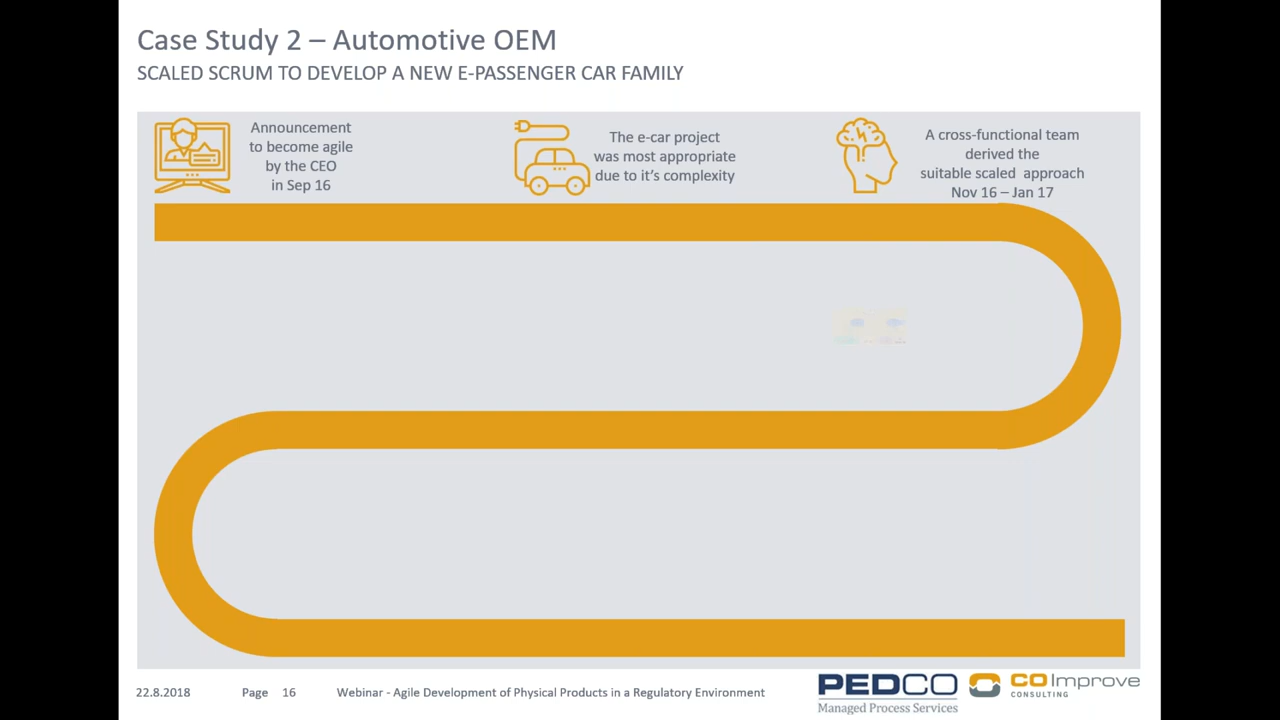 Case Study 2 – Automotive OEM
SCALED SCRUM TO DEVELOP A NEW E-PASSENGER CAR FAMILY
Announcement
to become agile
by the CEO
in Sep 16
The e-car project
was most appropriate
due to it's complexity
A cross-functional team
derived the
suitable scaled approach
Nov 16 – Jan 17
22.8.2018 Page 16 Webinar - Agile Development of Physical Products in a Regulatory Environment
PEDCO
Managed Process Services
COImprove
CONSULTING